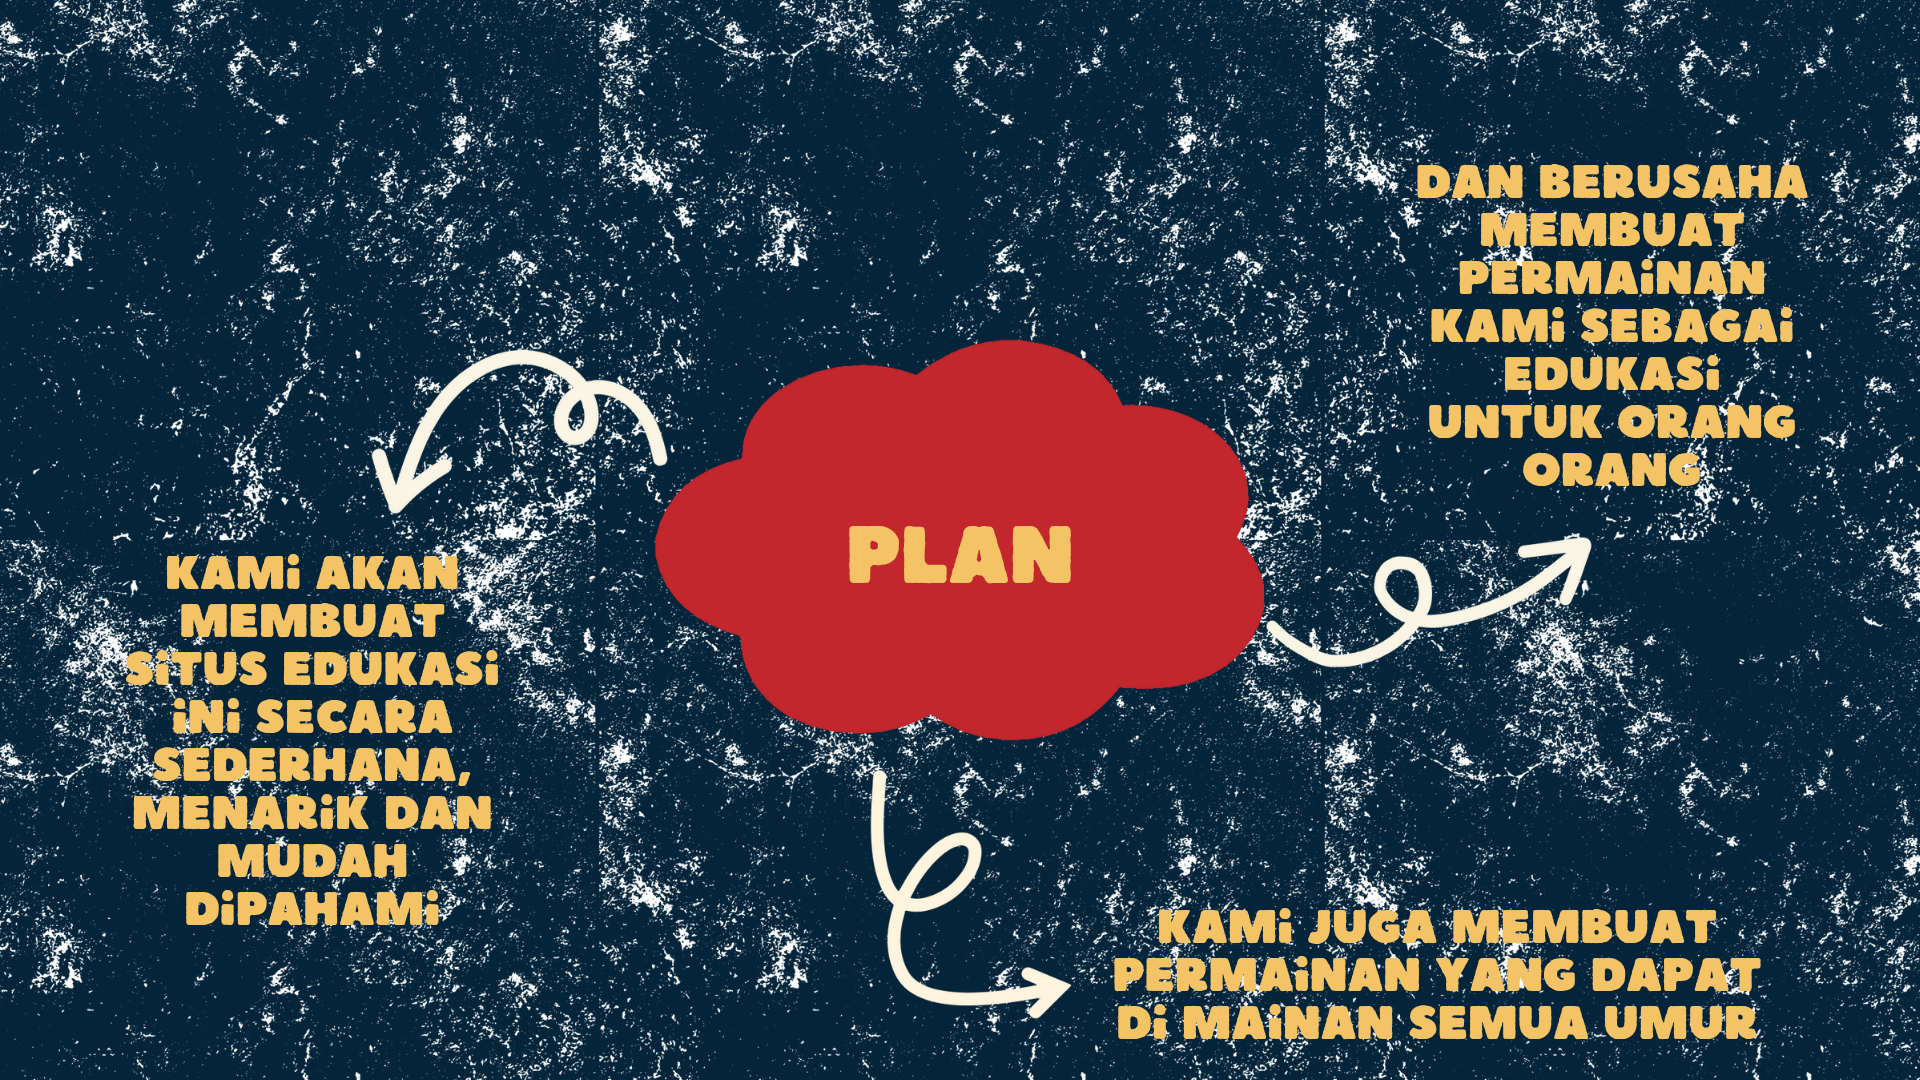 PLAN
KAMi AKAN
MEMBUAT
SiTUS EDUKASi
iNi SECARA
SEDERHANA,
MENARiK DAN
MUDAH
DiPAHAMi
KAMi JUGA MEMBUAT
PERMAiNAN YANG DAPAT
Di MAiNAN SEMUA UMUR
DAN BERUSAHA
MEMBUAT
PERMAiNAN
KAMi SEBAGAi
EDUKASi
UNTUK ORANG
ORANG